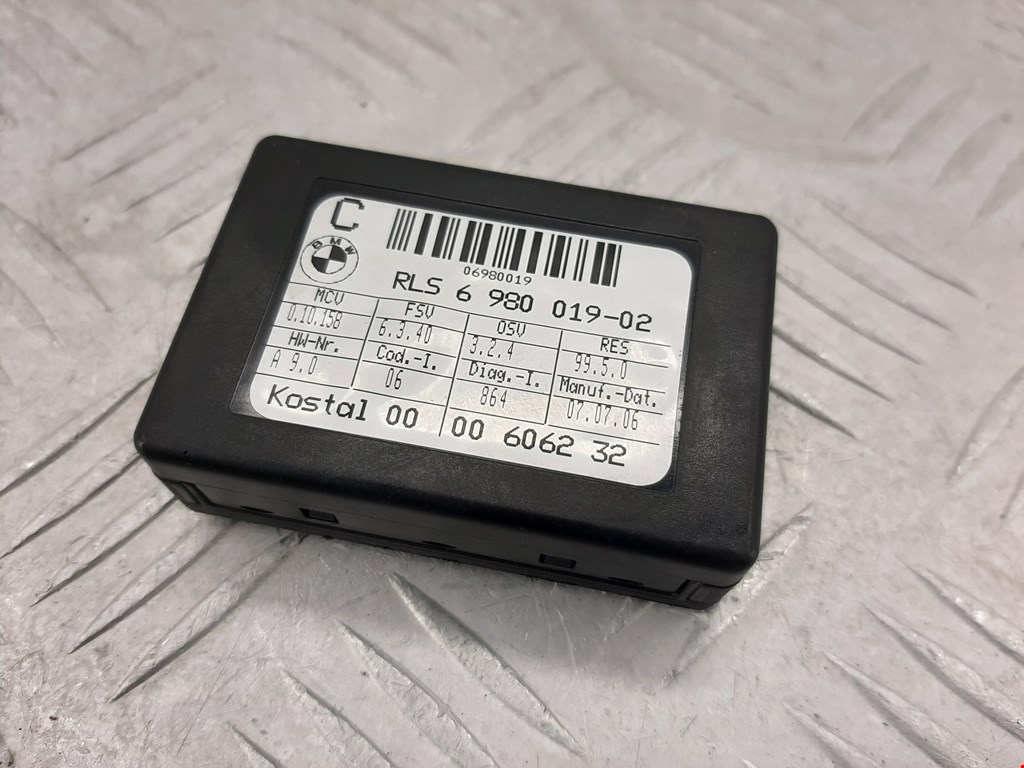 C
BMW
06980019
RLS 6 980 019-02
MCV FSV OSV RES
0.10.158 6.3.40 3.2.4 99.5.0
HW-Nr. Cod.-I. Diag.-I. Manuf.-Dat.
A 9.0 06 864 07.07.06
Kostal 00 00 6062 32